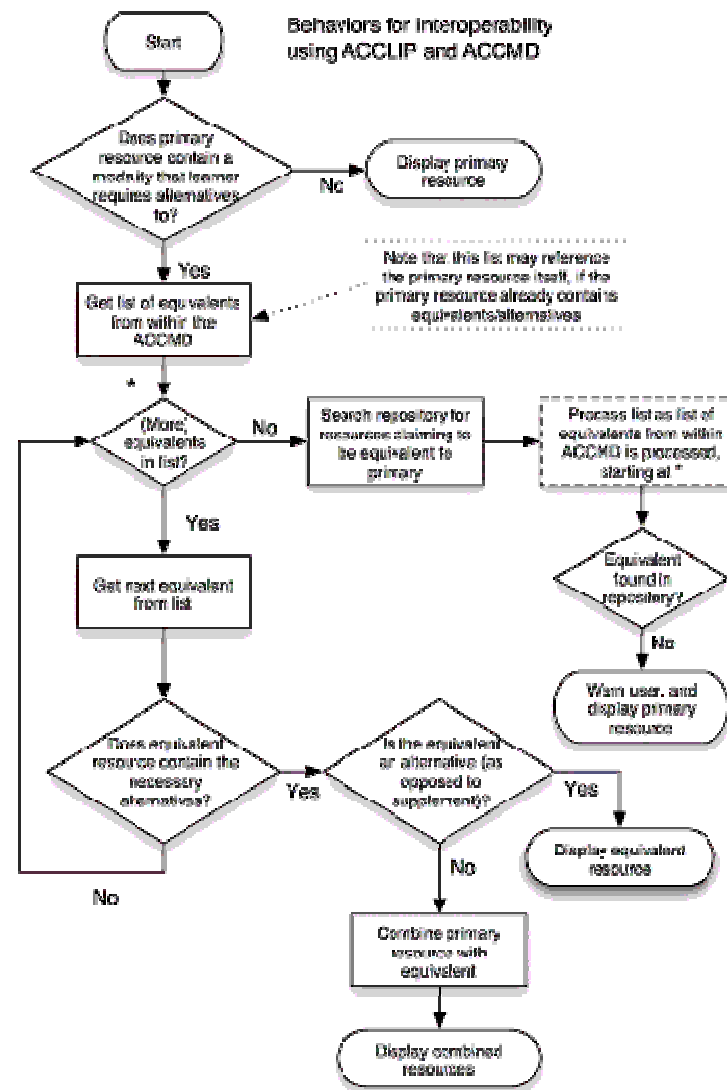 Behaviors for interoperability
using ACCLIP and ACCMD
Start
Does primary
resource contain a
modality that learner
requires alternatives
to?
No
Display primary
resource
Yes
Note that this list may reference
the primary resource itself, if the
primary resource already contains
equivalents/alternatives
Get list of equivalents
from within the
ACCMD
*
(More)
equivalents
in list?
No
Search repository for
resources claiming to
be equivalent to
primary
Process list as list of
equivalents from within
ACCMD is processed,
starting at *
Yes
Get next equivalent
from list
Equivalent
found in
repository?
No
Warn user, and
display primary
resource
Does equivalent
resource contain the
necessary
alternatives?
Yes
Is the equivalent
an alternative (as
opposed to
supplement)?
Yes
Display equivalent
resource
No
No
Combine primary
resource with
equivalent
Display combined
resources